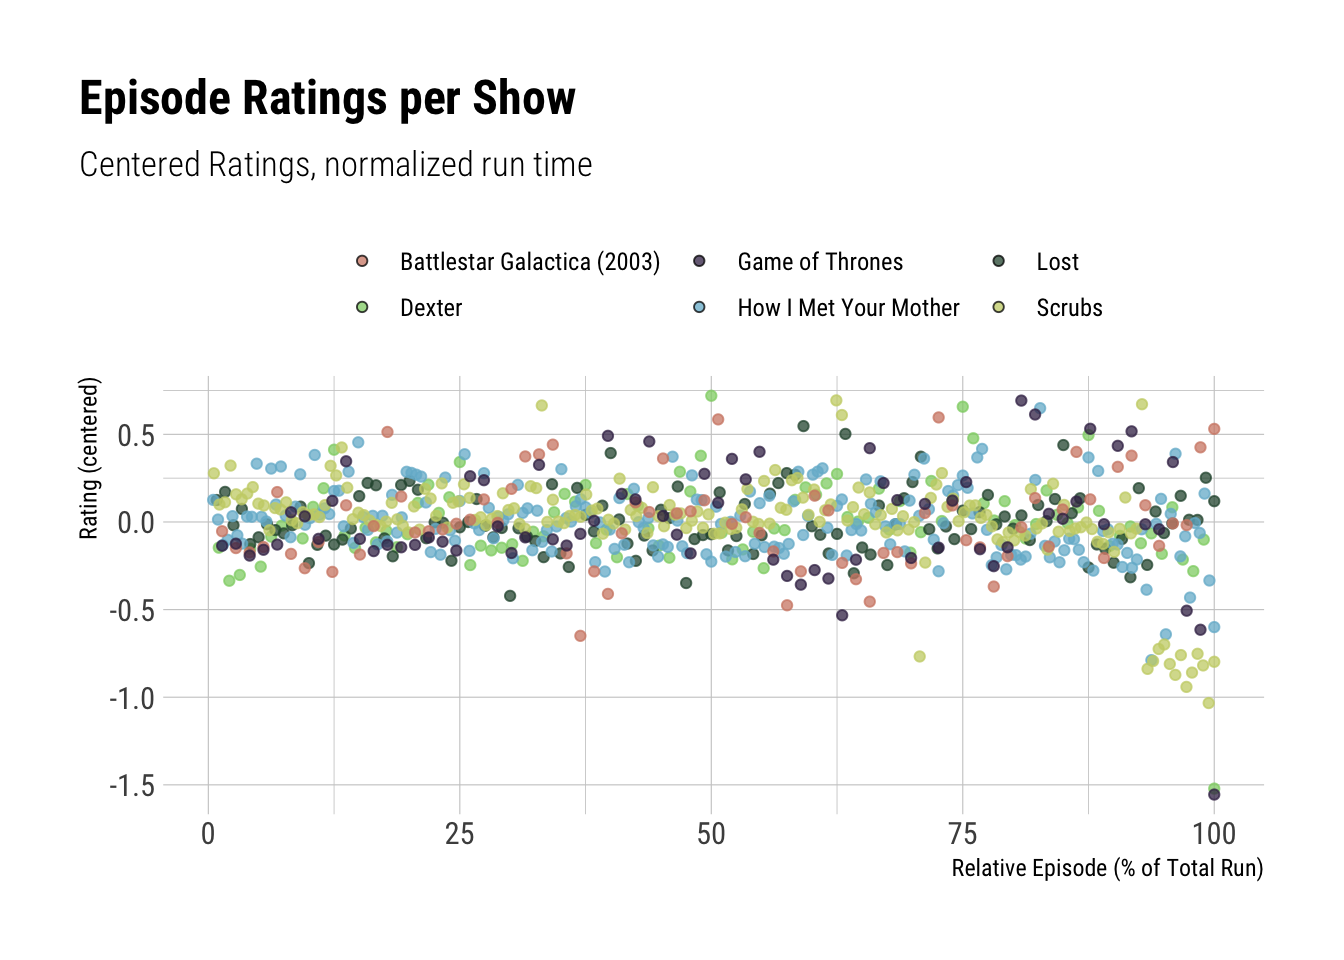 Episode Ratings per Show
Centered Ratings, normalized run time
Battlestar Galactica (2003) Game of Thrones Lost
Dexter How I Met Your Mother Scrubs
Rating (centered)
0.5
0.0
-0.5
-1.0
-1.5
0 25 50 75 100
Relative Episode (% of Total Run)